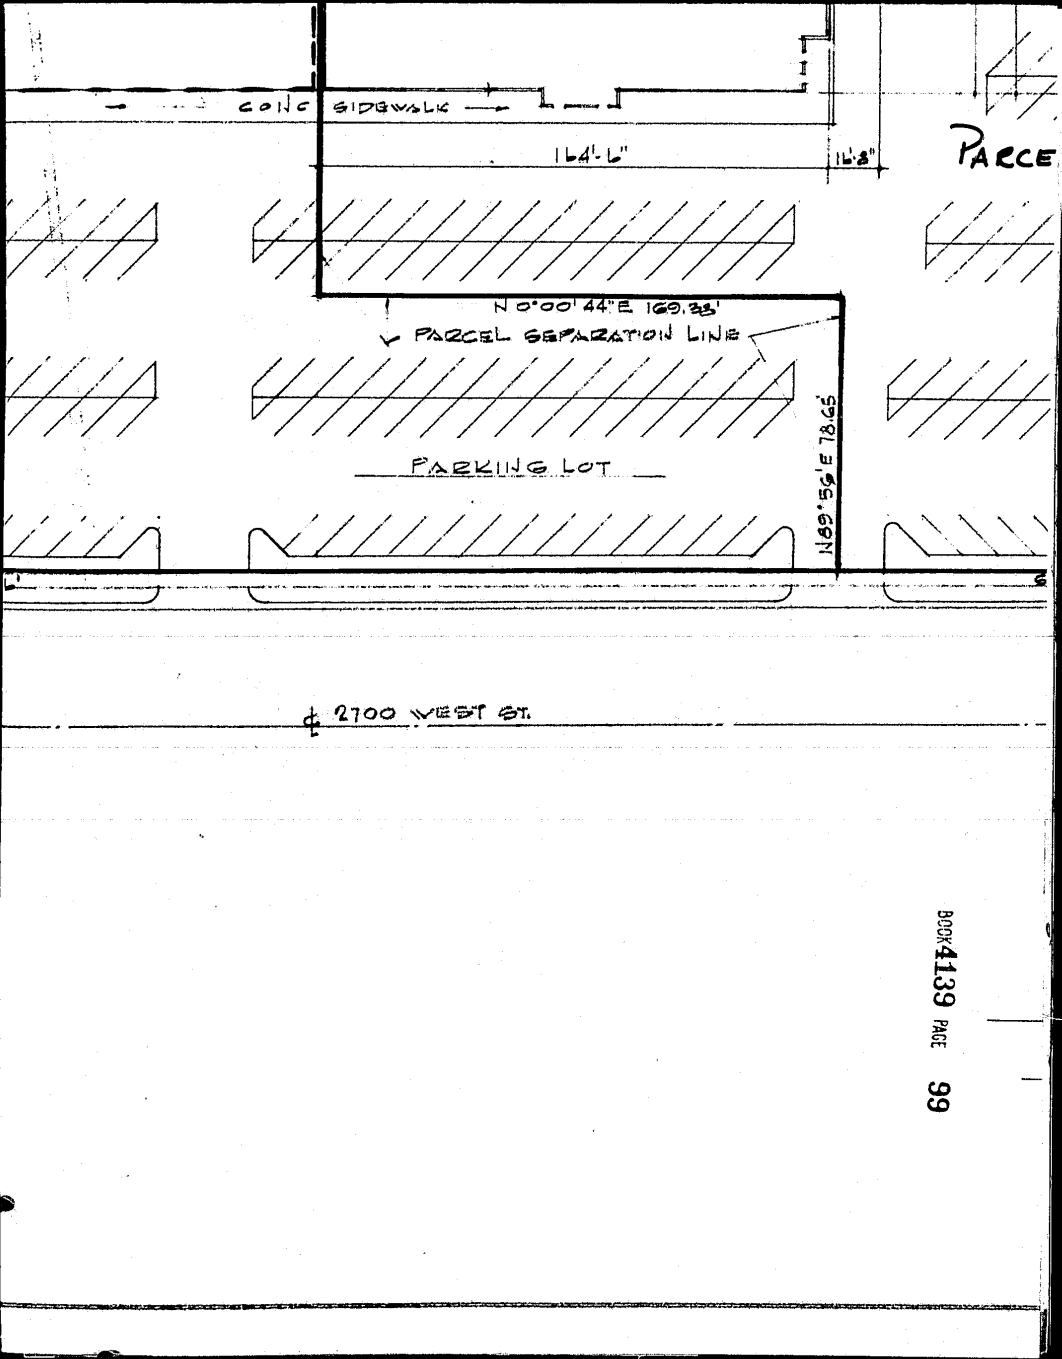 CONC SIDEWALK
164'-6"
16'-8"
PARCE
N 0°00'44"E 169.33'
PARCEL SEPARATION LINE
N89°56'E 78.65'
PARKING LOT
6
℄ 2700 WEST ST.
BOOK 4139 PAGE 99